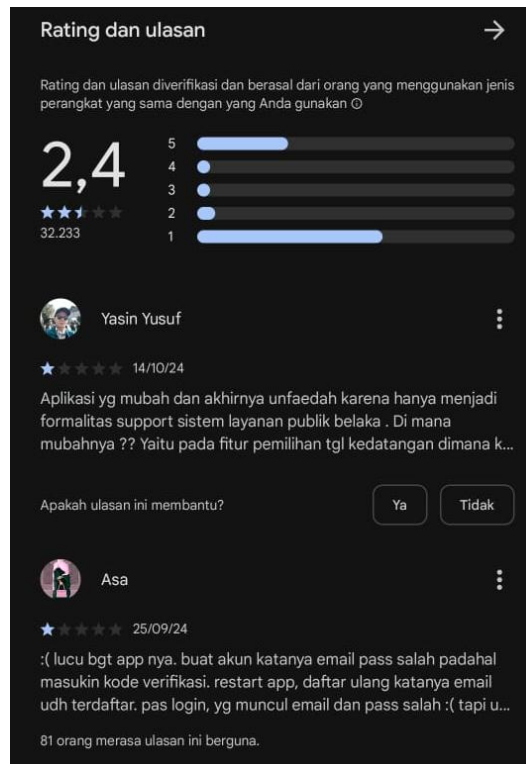 Rating dan ulasan
Rating dan ulasan diverifikasi dan berasal dari orang yang menggunakan jenis
perangkat yang sama dengan yang Anda gunakan
2,4
32.233
5
4
3
2
1
Yasin Yusuf
14/10/24
Aplikasi yg mubah dan akhirnya unfaedah karena hanya menjadi
formalitas support sistem layanan publik belaka . Di mana
mubahnya ?? Yaitu pada fitur pemilihan tgl kedatangan dimana k...
Apakah ulasan ini membantu?
Ya
Tidak
Asa
25/09/24
:( lucu bgt app nya. buat akun katanya email pass salah padahal
masukin kode verifikasi. restart app, daftar ulang katanya email
udh terdaftar. pas login, yg muncul email dan pass salah :( tapi u...
81 orang merasa ulasan ini berguna.